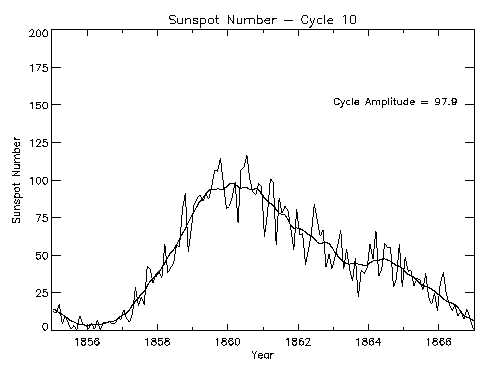 Sunspot Number – Cycle 10
200
175
Cycle Amplitude = 97.9
150
125
100
75
50
25
0
Sunspot Number
1856 1858 1860 1862 1864 1866
Year